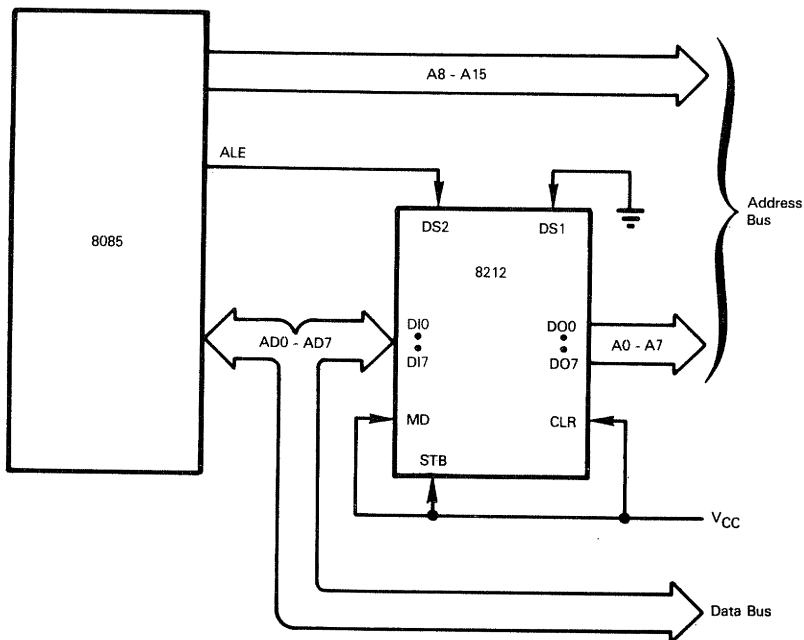 A8 - A15
ALE
Address
Bus
DS2
DS1
8085
8212
DI0
DI7
DO0
DO7
AD0 - AD7
A0 - A7
MD
CLR
STB
VCC
Data Bus